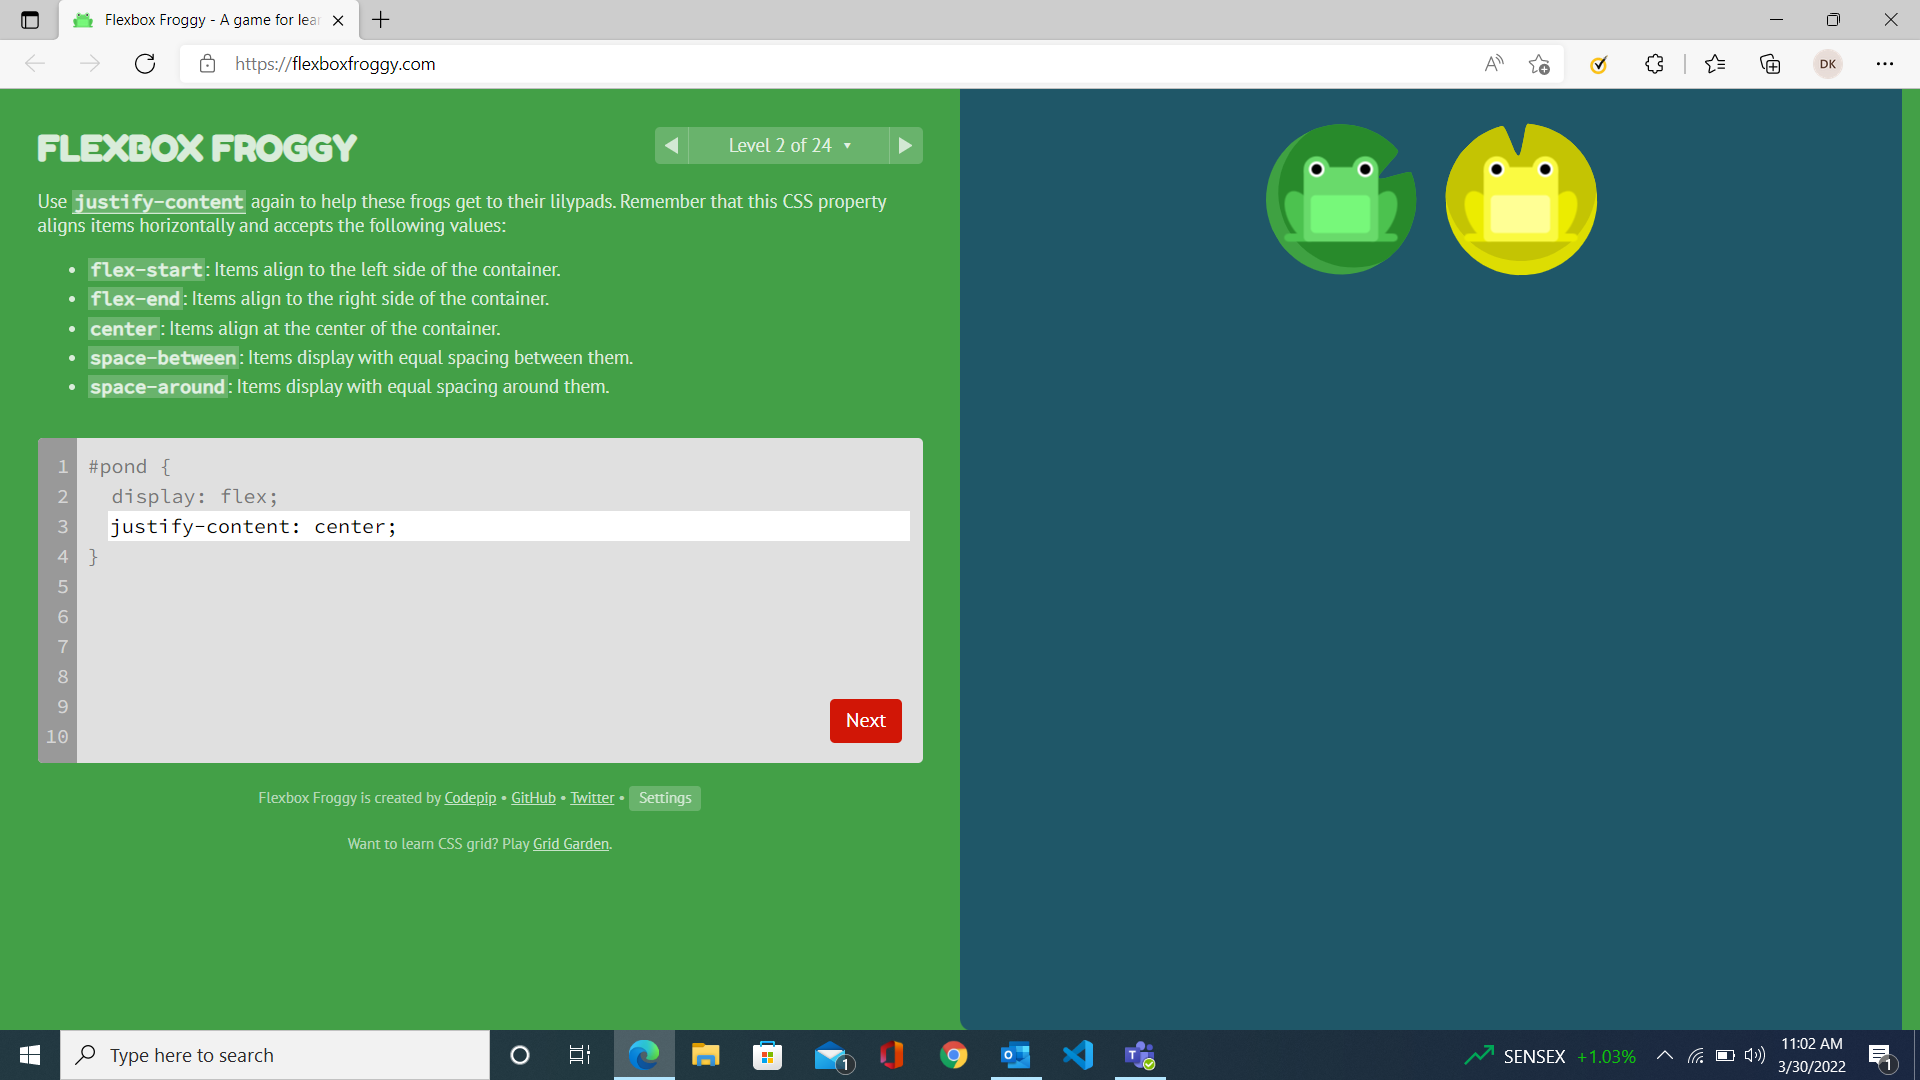 Flexbox Froggy - A game for lear
https://flexboxfroggy.com
DK
FLEXBOX FROGGY
Level 2 of 24
Use justify-content again to help these frogs get to their lilypads. Remember that this CSS property
aligns items horizontally and accepts the following values:
• flex-start: Items align to the left side of the container.
• flex-end: Items align to the right side of the container.
• center: Items align at the center of the container.
• space-between: Items display with equal spacing between them.
• space-around: Items display with equal spacing around them.
1 #pond {
2 display: flex;
3 justify-content: center;
4 }
5
6
7
8
9
10
Next
Flexbox Froggy is created by Codepip • GitHub • Twitter • Settings
Want to learn CSS grid? Play Grid Garden.
Type here to search
1
SENSEX +1.03%
11:02 AM
3/30/2022
1